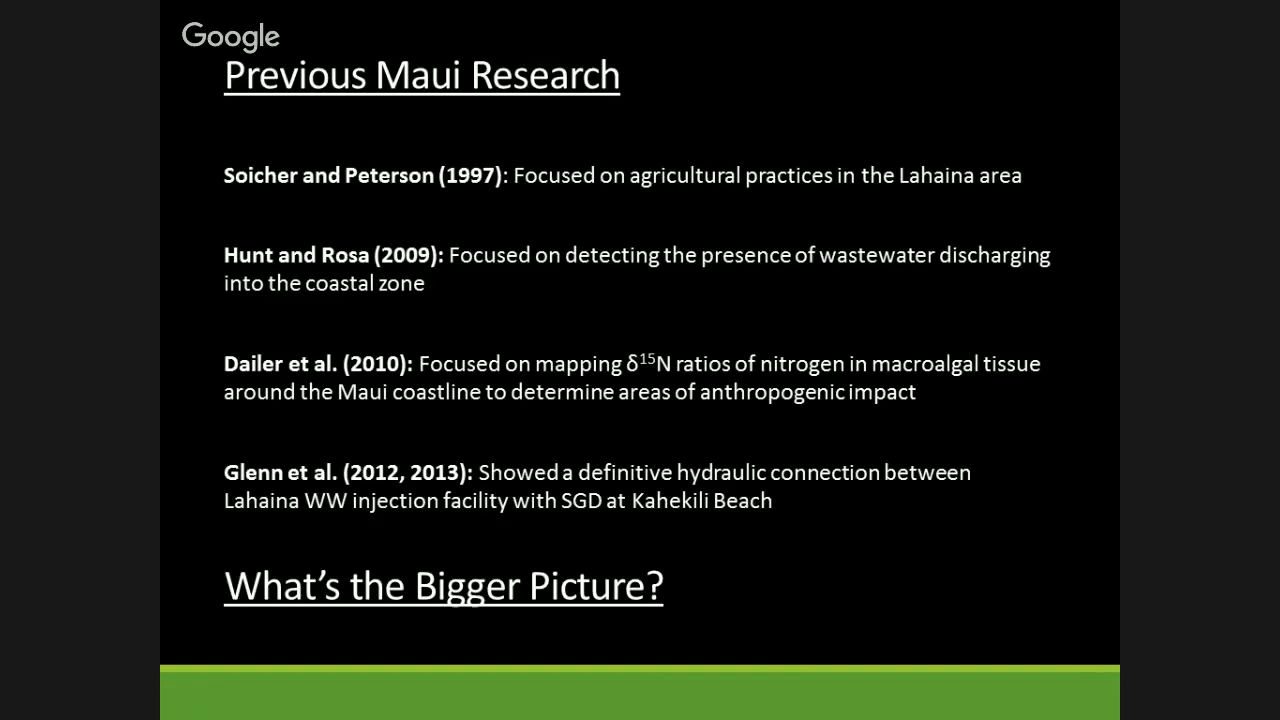 Google
Previous Maui Research
Soicher and Peterson (1997): Focused on agricultural practices in the Lahaina area
Hunt and Rosa (2009): Focused on detecting the presence of wastewater discharging
into the coastal zone
Dailer et al. (2010): Focused on mapping δ¹⁵N ratios of nitrogen in macroalgal tissue
around the Maui coastline to determine areas of anthropogenic impact
Glenn et al. (2012, 2013): Showed a definitive hydraulic connection between
Lahaina WW injection facility with SGD at Kahekili Beach
What's the Bigger Picture?